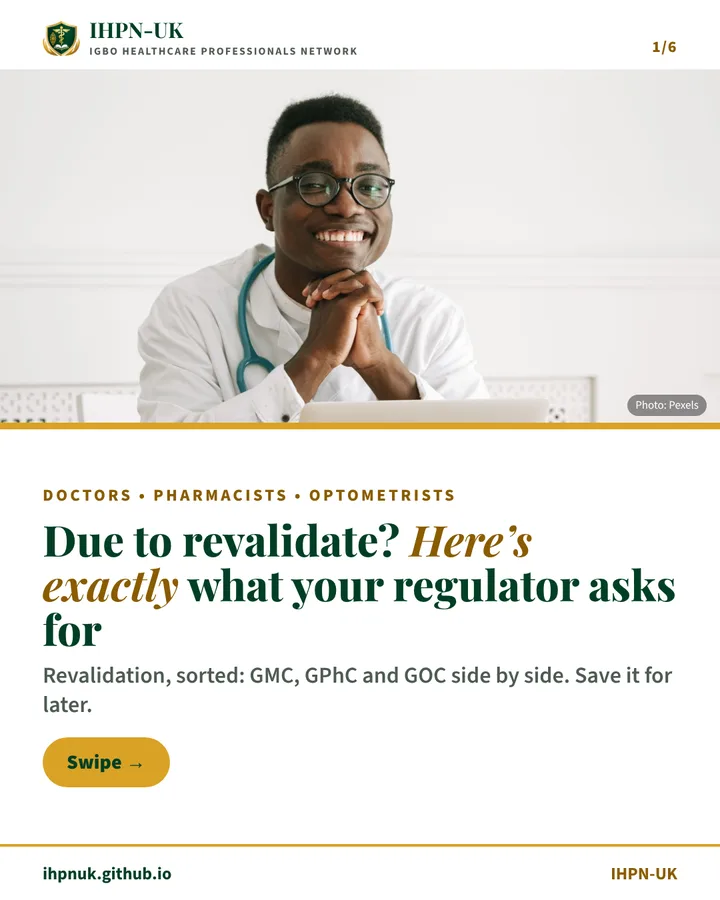 IHPN-UK
IGBO HEALTHCARE PROFESSIONALS NETWORK
1/6
Photo: Pexels
DOCTORS • PHARMACISTS • OPTOMETRISTS
Due to revalidate? Here’s
exactly what your regulator asks
for
Revalidation, sorted: GMC, GPhC and GOC side by side. Save it for
later.
Swipe →
ihpnuk.github.io
IHPN-UK